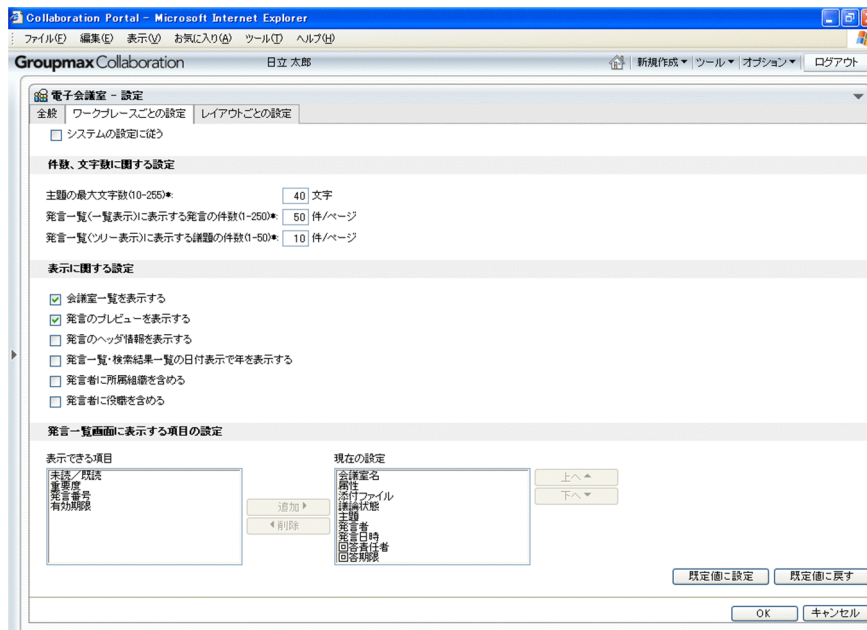 Collaboration Portal - Microsoft Internet Explorer
ファイル(F) 編集(E) 表示(V) お気に入り(A) ツール(T) ヘルプ(H)
Groupmax Collaboration 日立 太郎 新規作成 ツール オプション ログアウト
電子会議室 - 設定
全般 ワークプレースごとの設定 レイアウトごとの設定
システムの設定に従う
件数、文字数に関する設定
主題の最大文字数(10-255)*: 40 文字
発言一覧(一覧表示)に表示する発言の件数(1-250)*: 50 件/ページ
発言一覧(ツリー表示)に表示する議題の件数(1-50)*: 10 件/ページ
表示に関する設定
会議室一覧を表示する
発言のプレビューを表示する
発言のヘッダ情報を表示する
発言一覧・検索結果一覧の日付表示で年を表示する
発言者に所属組織を含める
発言者に役職を含める
発言一覧画面に表示する項目の設定
表示できる項目
未読/既読
重要度
発言番号
有効期限
追加
削除
現在の設定
会議室名
属性
添付ファイル
議論状態
主題
発言者
発言日時
回答責任者
回答期限
上へ
下へ
既定値に設定 既定値に戻す
OK キャンセル